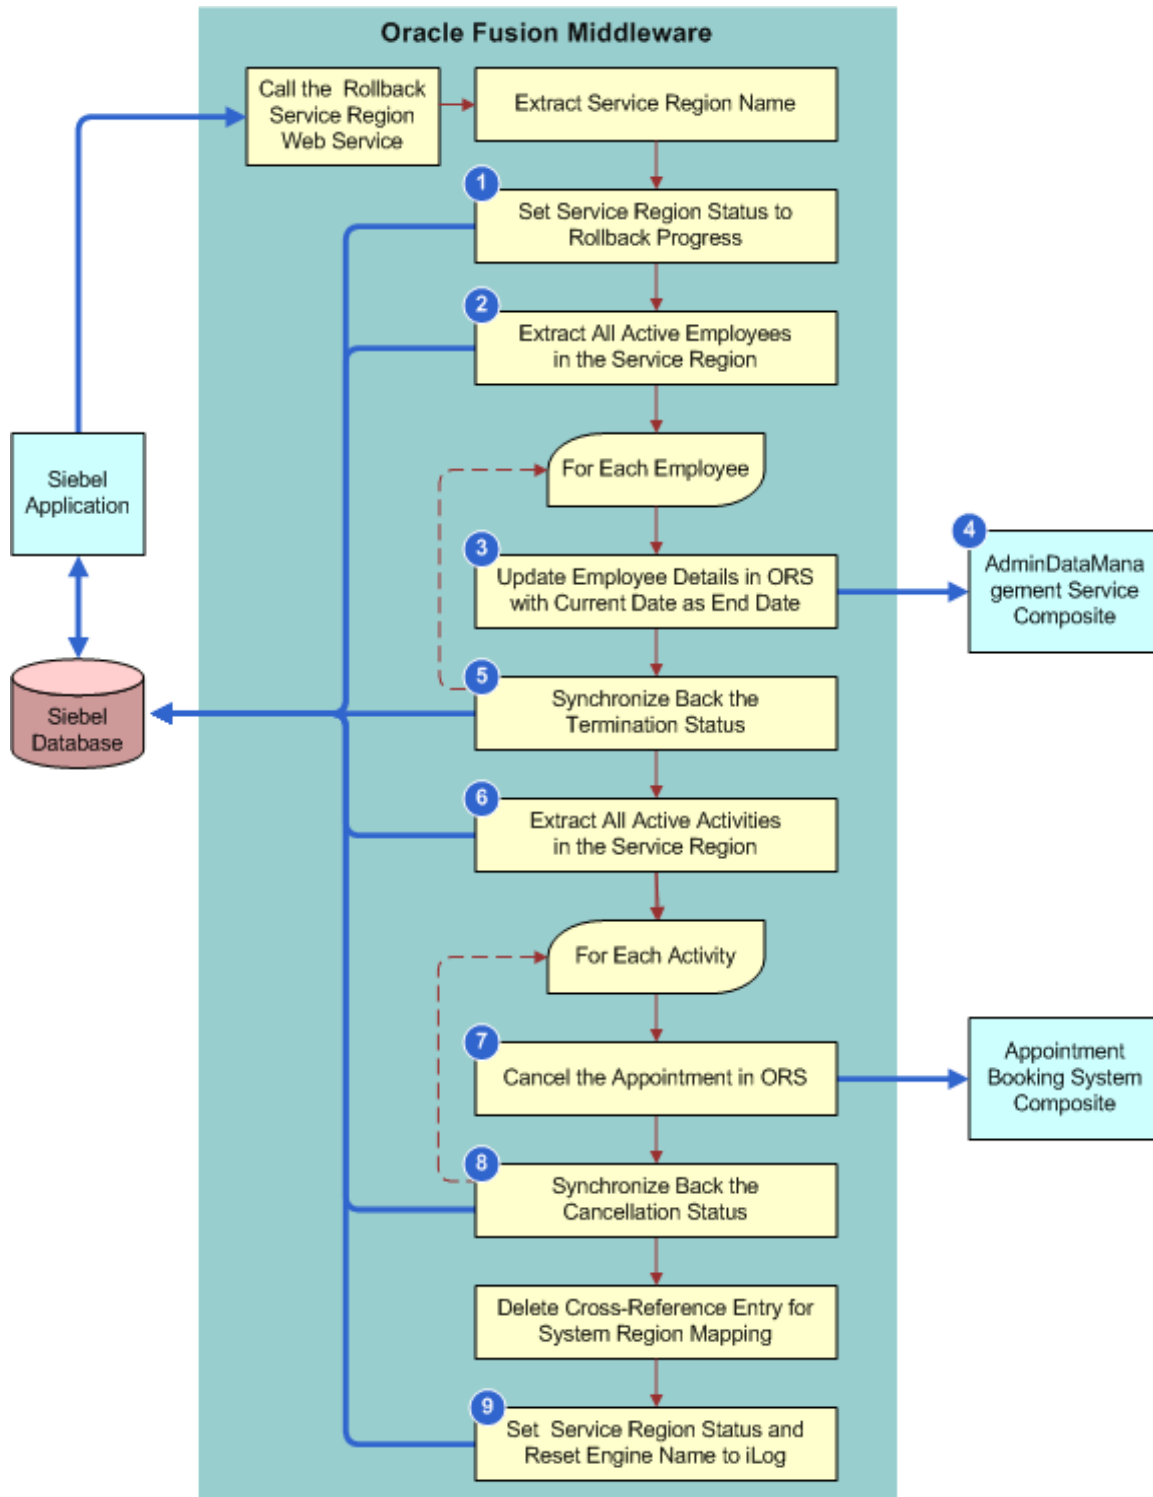 Oracle Fusion Middleware
Call the Rollback
Service Region
Web Service
Extract Service Region Name
1
Set Service Region Status to
Rollback Progress
2
Extract All Active Employees
in the Service Region
Siebel
Application
For Each Employee
3
Update Employee Details in ORS
with Current Date as End Date
4
AdminDataMana
gement Service
Composite
Siebel
Database
5
Synchronize Back the
Termination Status
6
Extract All Active Activities
in the Service Region
For Each Activity
7
Cancel the Appointment in ORS
Appointment
Booking System
Composite
8
Synchronize Back the
Cancellation Status
Delete Cross-Reference Entry for
System Region Mapping
9
Set Service Region Status and
Reset Engine Name to iLog